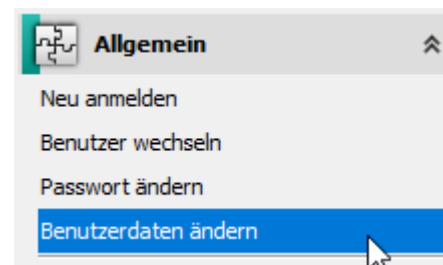 Allgemein
Neu anmelden
Benutzer wechseln
Passwort ändern
Benutzerdaten ändern